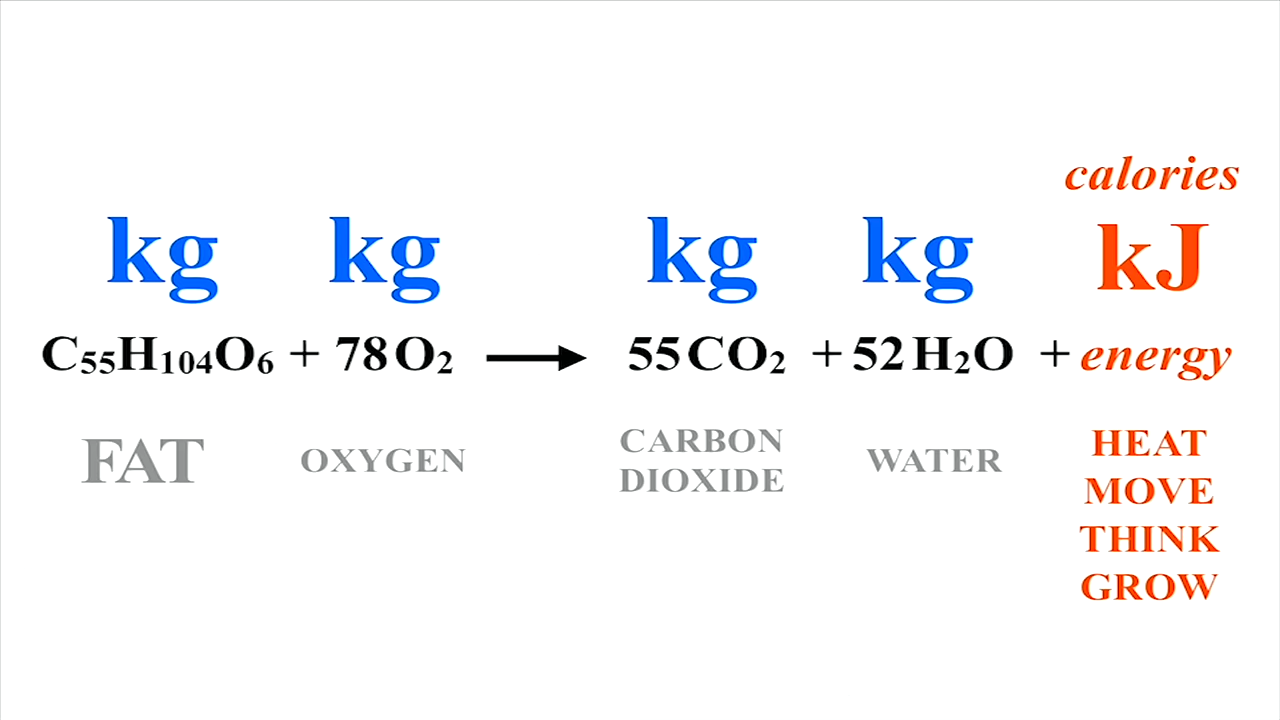 calories
kg kg kg kg kJ
C₅₅H₁₀₄O₆ + 78O₂ → 55CO₂ + 52H₂O + energy
FAT OXYGEN CARBON DIOXIDE WATER HEAT
MOVE
THINK
GROW